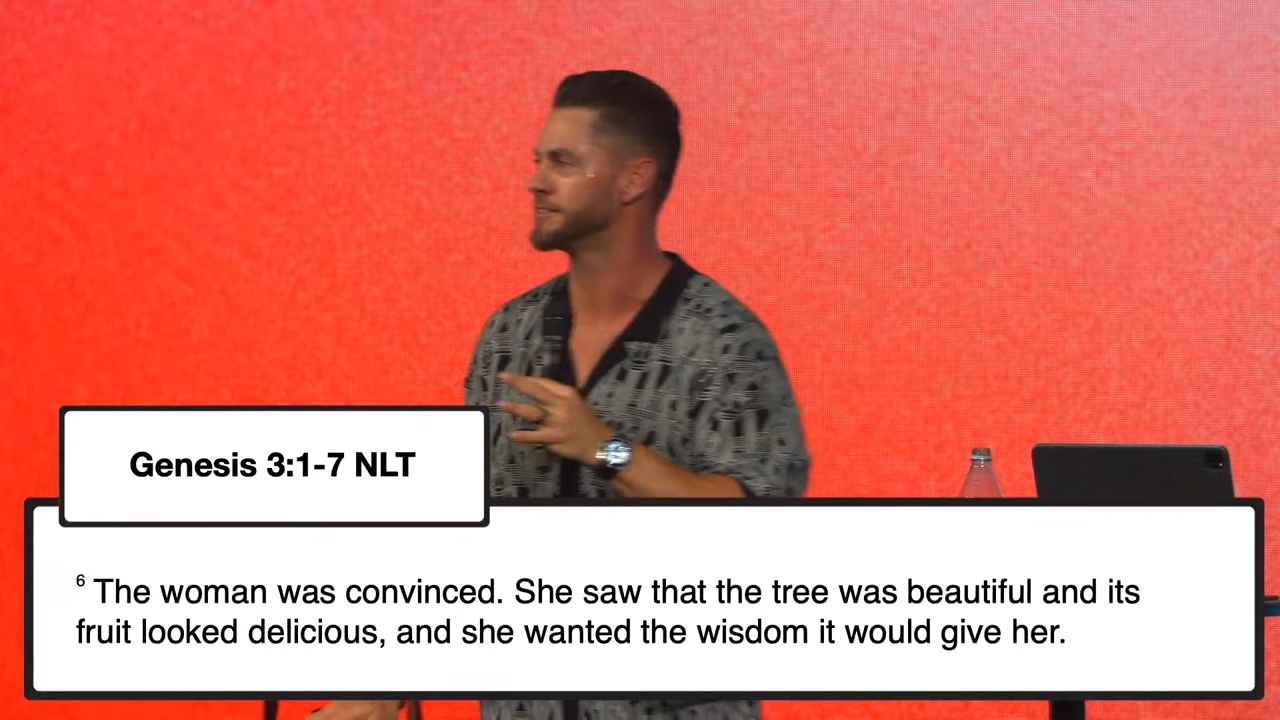 Genesis 3:1-7 NLT
6 The woman was convinced. She saw that the tree was beautiful and its
fruit looked delicious, and she wanted the wisdom it would give her.